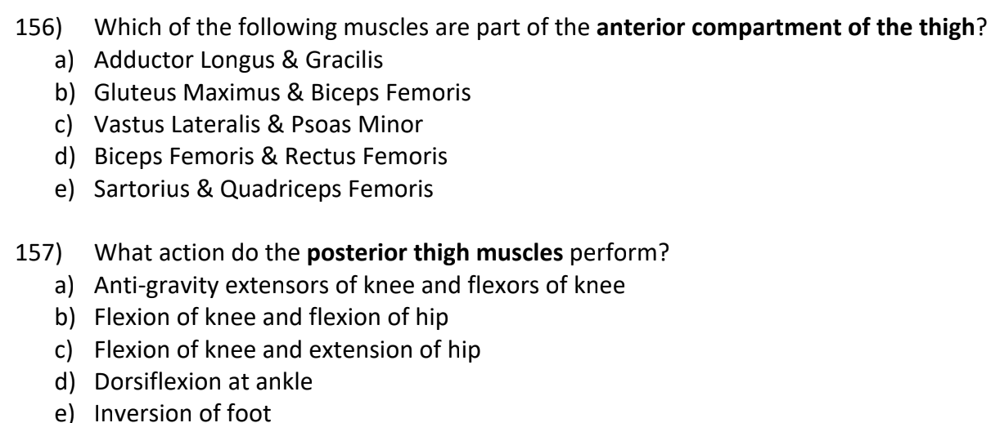 156) Which of the following muscles are part of the anterior compartment of the thigh?
a) Adductor Longus & Gracilis
b) Gluteus Maximus & Biceps Femoris
c) Vastus Lateralis & Psoas Minor
d) Biceps Femoris & Rectus Femoris
e) Sartorius & Quadriceps Femoris
157) What action do the posterior thigh muscles perform?
a) Anti-gravity extensors of knee and flexors of knee
b) Flexion of knee and flexion of hip
c) Flexion of knee and extension of hip
d) Dorsiflexion at ankle
e) Inversion of foot